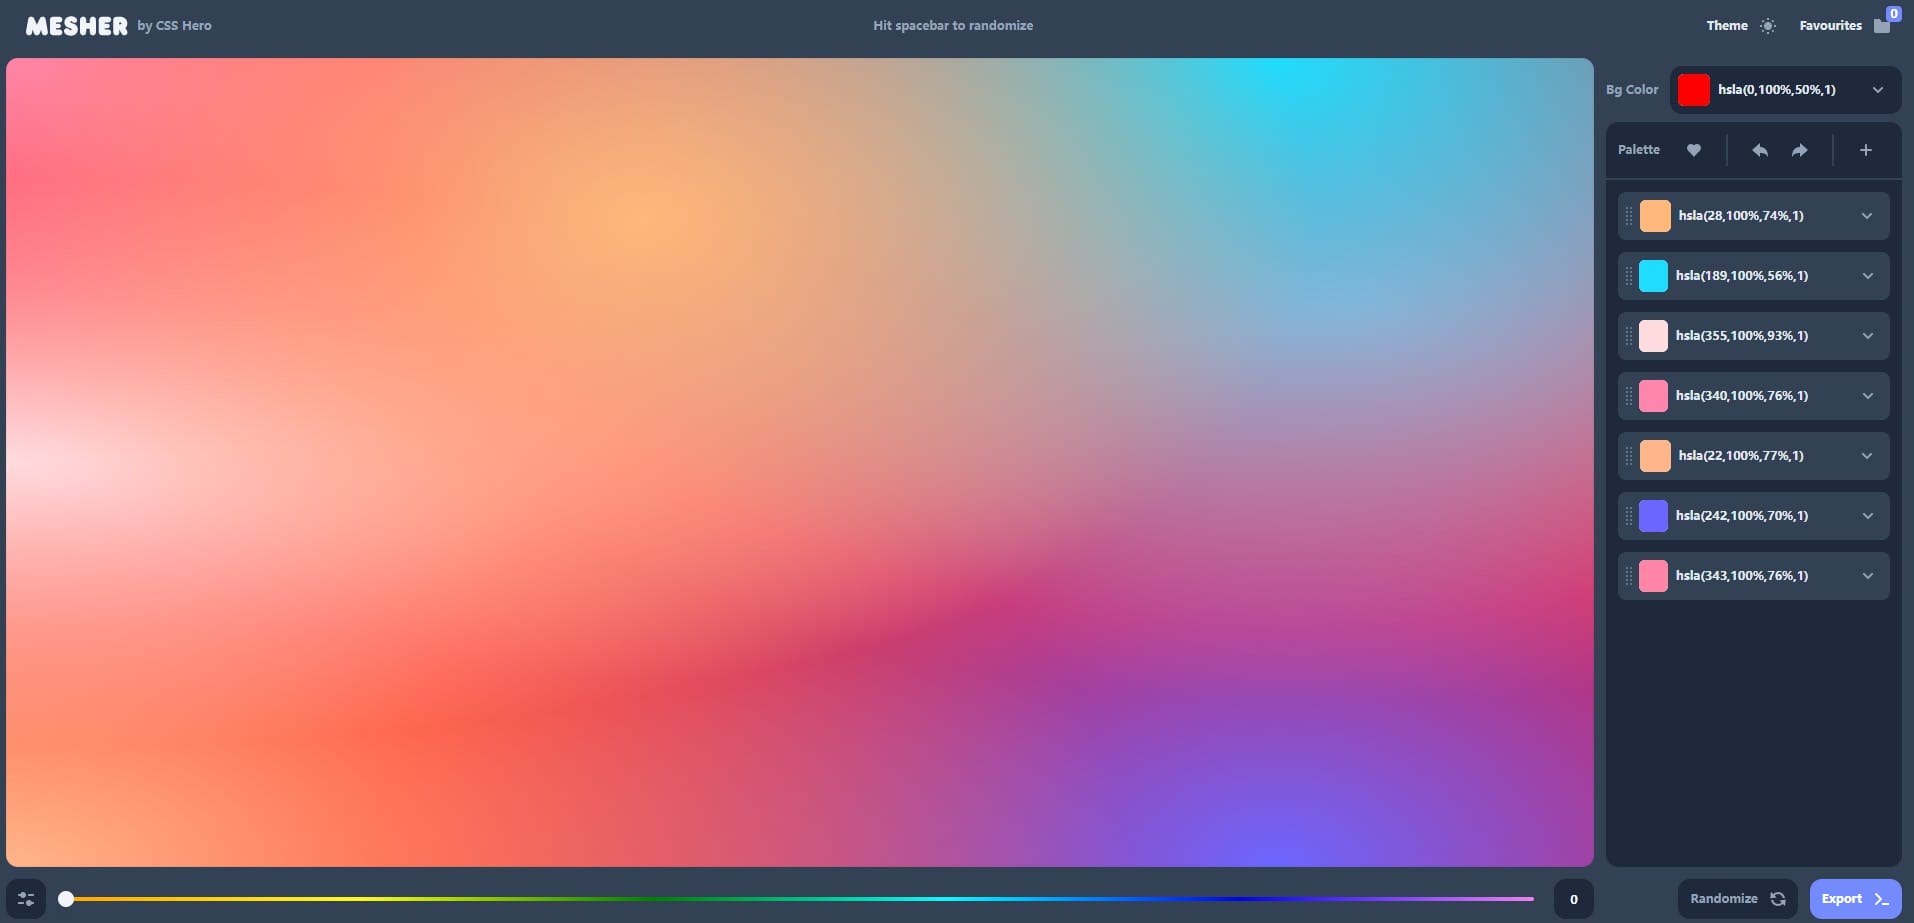 MESHER by CSS Hero
Hit spacebar to randomize
Theme
Favourites
0
Bg Color
hsla(0,100%,50%,1)
Palette
hsla(28,100%,74%,1)
hsla(189,100%,56%,1)
hsla(355,100%,93%,1)
hsla(340,100%,76%,1)
hsla(22,100%,77%,1)
hsla(242,100%,70%,1)
hsla(343,100%,76%,1)
0
Randomize
Export